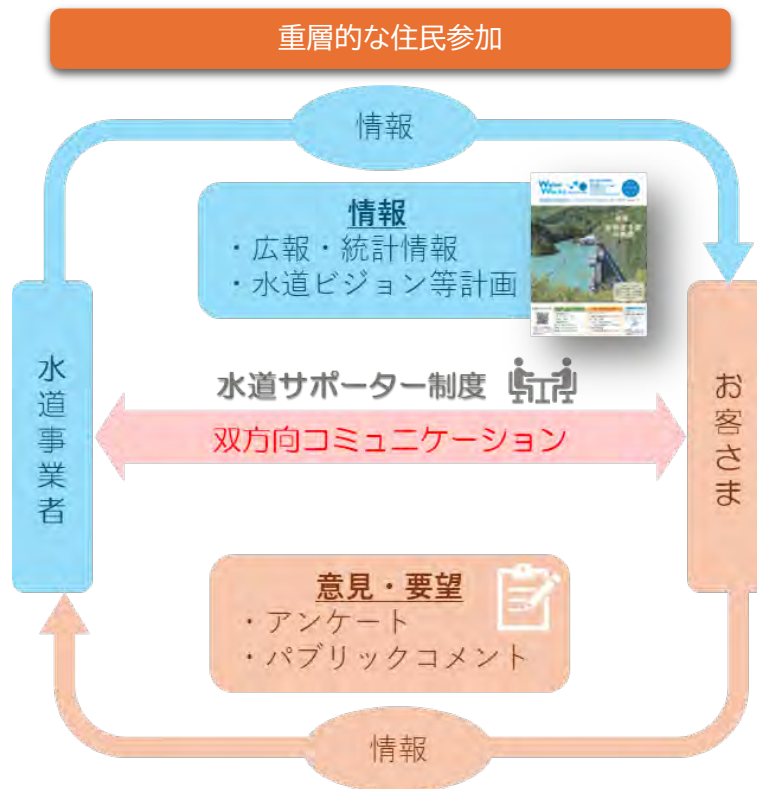 重層的な住民参加
情報
情報
・広報・統計情報
・水道ビジョン等計画
Water
Works
水道事業者
水道サポーター制度
双方向コミュニケーション
お客さま
意見・要望
・アンケート
・パブリックコメント
情報